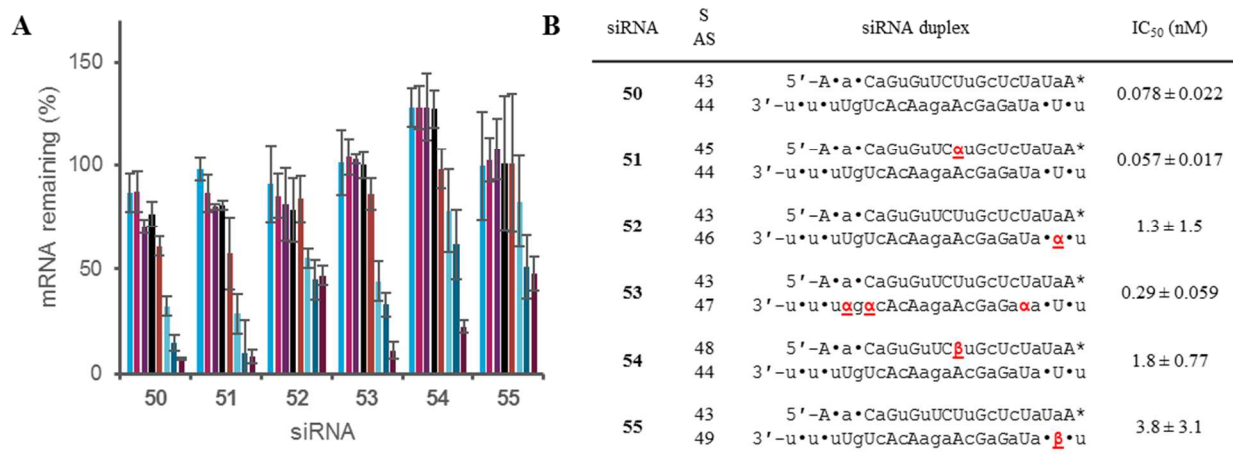 A
mRNA remaining (%)
150
100
50
0
50 51 52 53 54 55
siRNA
B
siRNA S AS siRNA duplex IC₅₀ (nM)
50 43 5′-A•a•CaGuGuUCUuGcUcUaUaA* 0.078 ± 0.022
44 3′-u•u•uUgUcAcAagaAcGaGaUa•U•u
51 45 5′-A•a•CaGuGuUCαuGcUcUaUaA* 0.057 ± 0.017
44 3′-u•u•uUgUcAcAagaAcGaGaUa•U•u
52 43 5′-A•a•CaGuGuUCUuGcUcUaUaA* 1.3 ± 1.5
46 3′-u•u•uUgUcAcAagaAcGaGaUa•α•u
53 43 5′-A•a•CaGuGuUCUuGcUcUaUaA* 0.29 ± 0.059
47 3′-u•u•uαgαcAcAagaAcGaGaαa•U•u
54 48 5′-A•a•CaGuGuUCβuGcUcUaUaA* 1.8 ± 0.77
44 3′-u•u•uUgUcAcAagaAcGaGaUa•U•u
55 43 5′-A•a•CaGuGuUCUuGcUcUaUaA* 3.8 ± 3.1
49 3′-u•u•uUgUcAcAagaAcGaGaUa•β•u